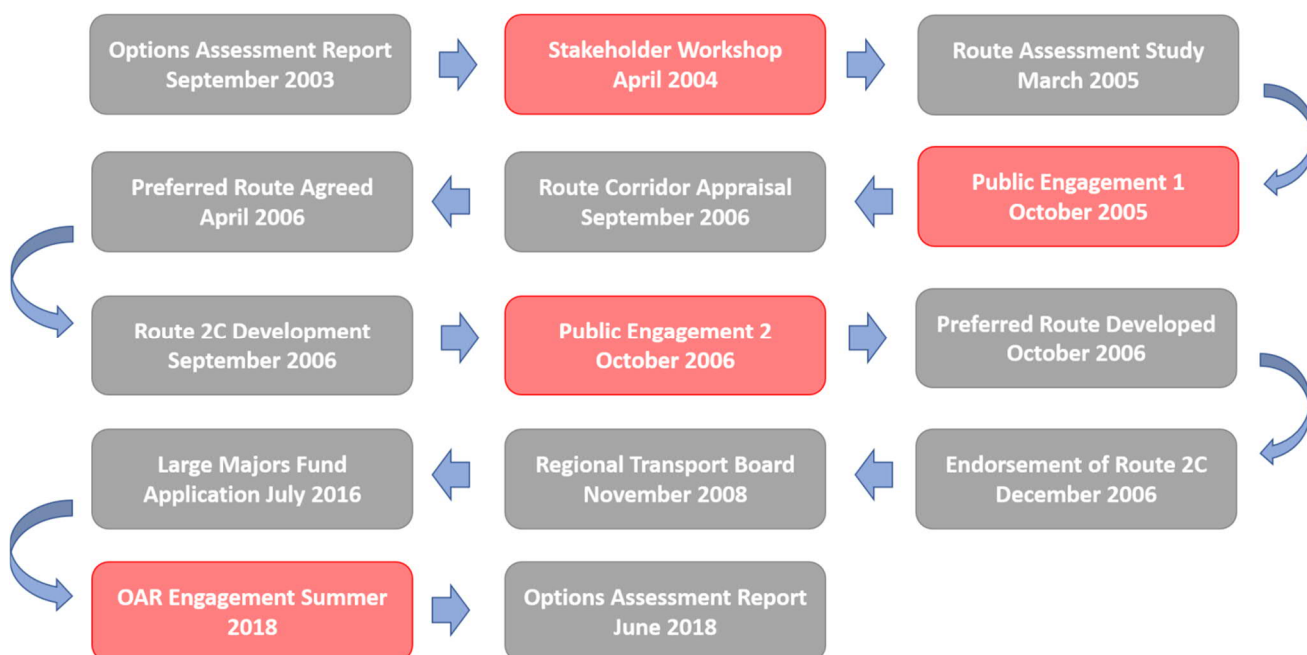 Options Assessment Report
September 2003
Stakeholder Workshop
April 2004
Route Assessment Study
March 2005
Public Engagement 1
October 2005
Route Corridor Appraisal
September 2006
Preferred Route Agreed
April 2006
Route 2C Development
September 2006
Public Engagement 2
October 2006
Preferred Route Developed
October 2006
Endorsement of Route 2C
December 2006
Regional Transport Board
November 2008
Large Majors Fund
Application July 2016
OAR Engagement Summer
2018
Options Assessment Report
June 2018